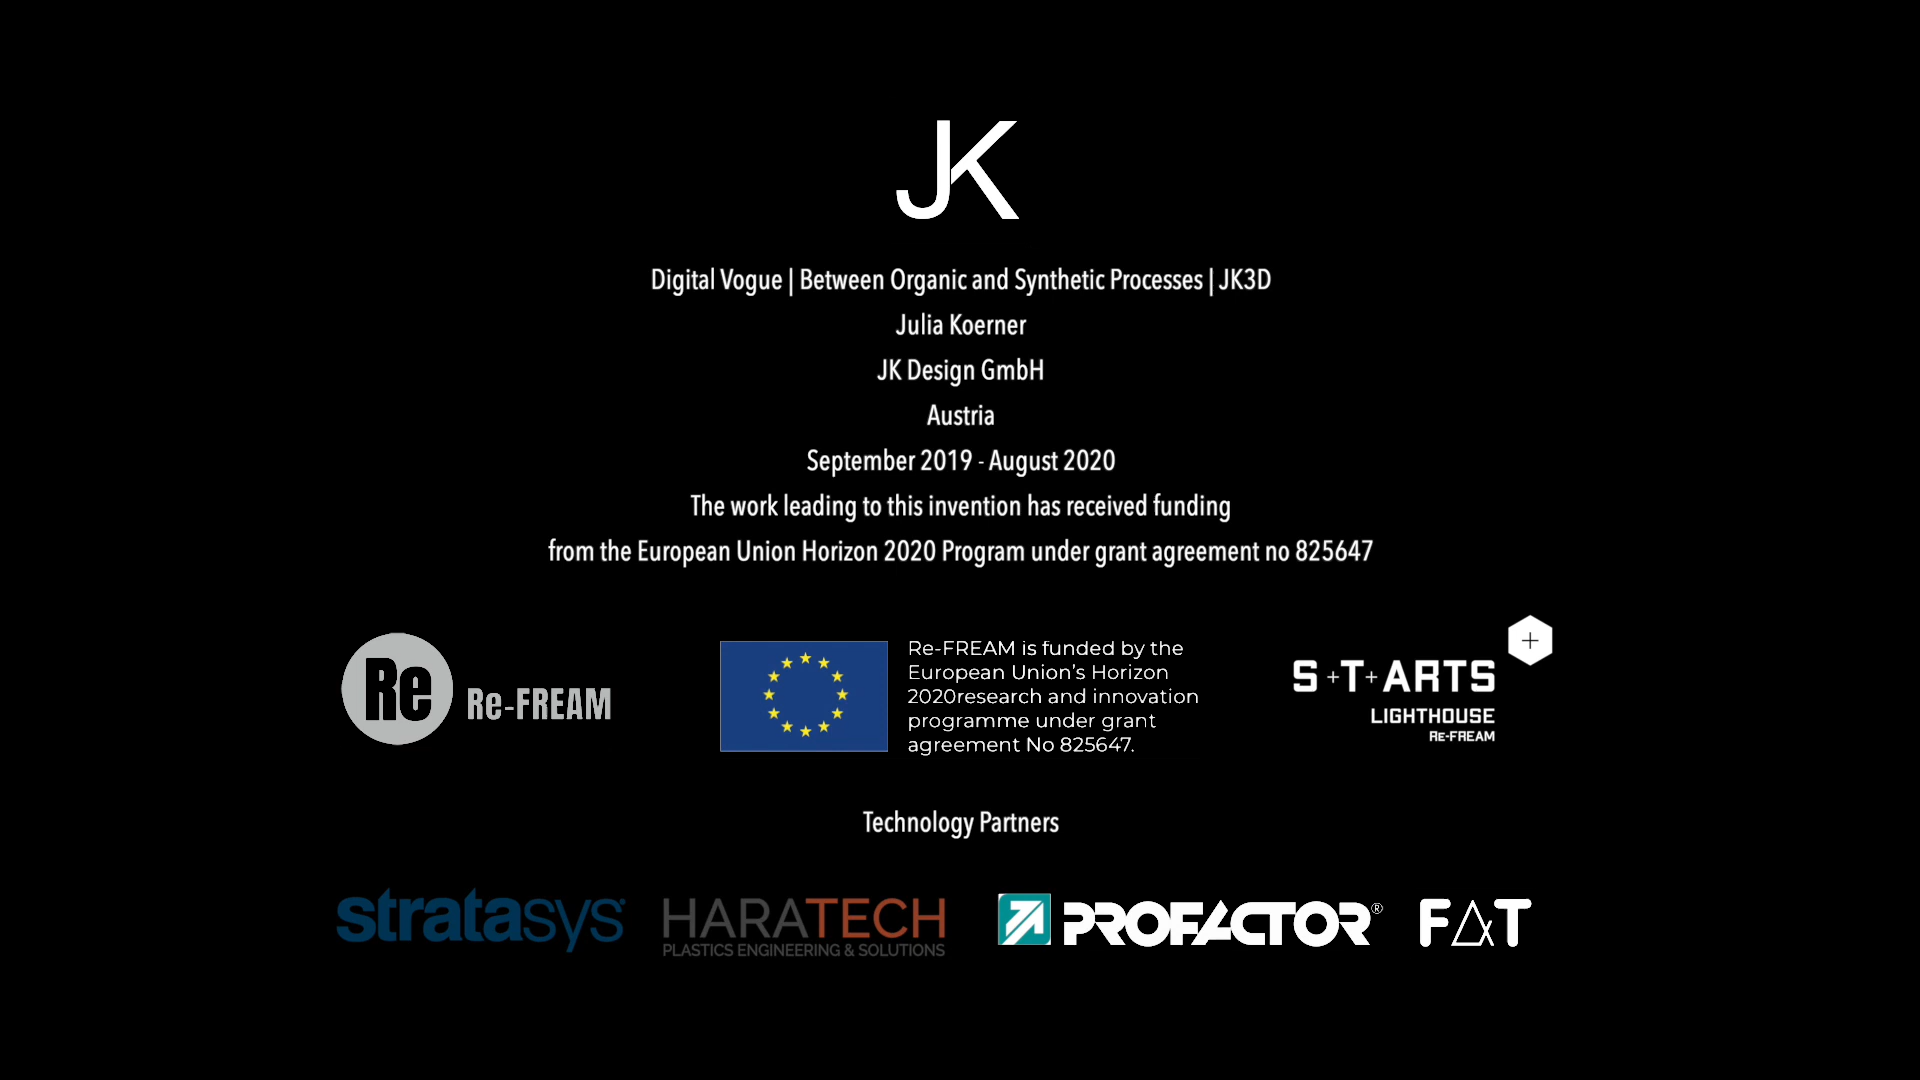 JK
Digital Vogue | Between Organic and Synthetic Processes | JK3D
Julia Koerner
JK Design GmbH
Austria
September 2019 - August 2020
The work leading to this invention has received funding
from the European Union Horizon 2020 Program under grant agreement no 825647
Re Re-FREAM
Re-FREAM is funded by the
European Union’s Horizon
2020research and innovation
programme under grant
agreement No 825647.
+
S+T+ARTS
LIGHTHOUSE
Re-FREAM
Technology Partners
stratasys
HARATECH
PLASTICS ENGINEERING & SOLUTIONS
PROFACTOR®
FAT